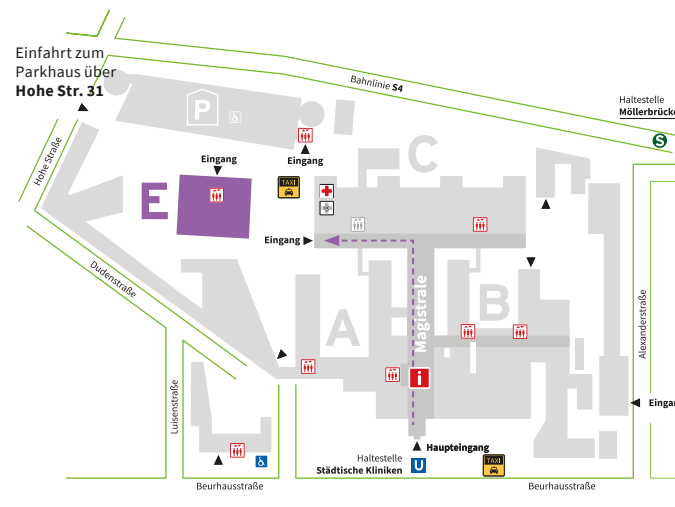 Einfahrt zum
Parkhaus über
Hohe Str. 31
Bahnlinie S4
Haltestelle
Möllerbrücke
S
P
Hohe Straße
Eingang
Eingang
TAXI
C
E
Eingang
Dudenstraße
Magistrale
A
B
Alexanderstraße
i
Luisenstraße
Eingan
Haupteingang
Haltestelle
Städtische Kliniken
U
TAXI
Beurhausstraße
Beurhausstraße